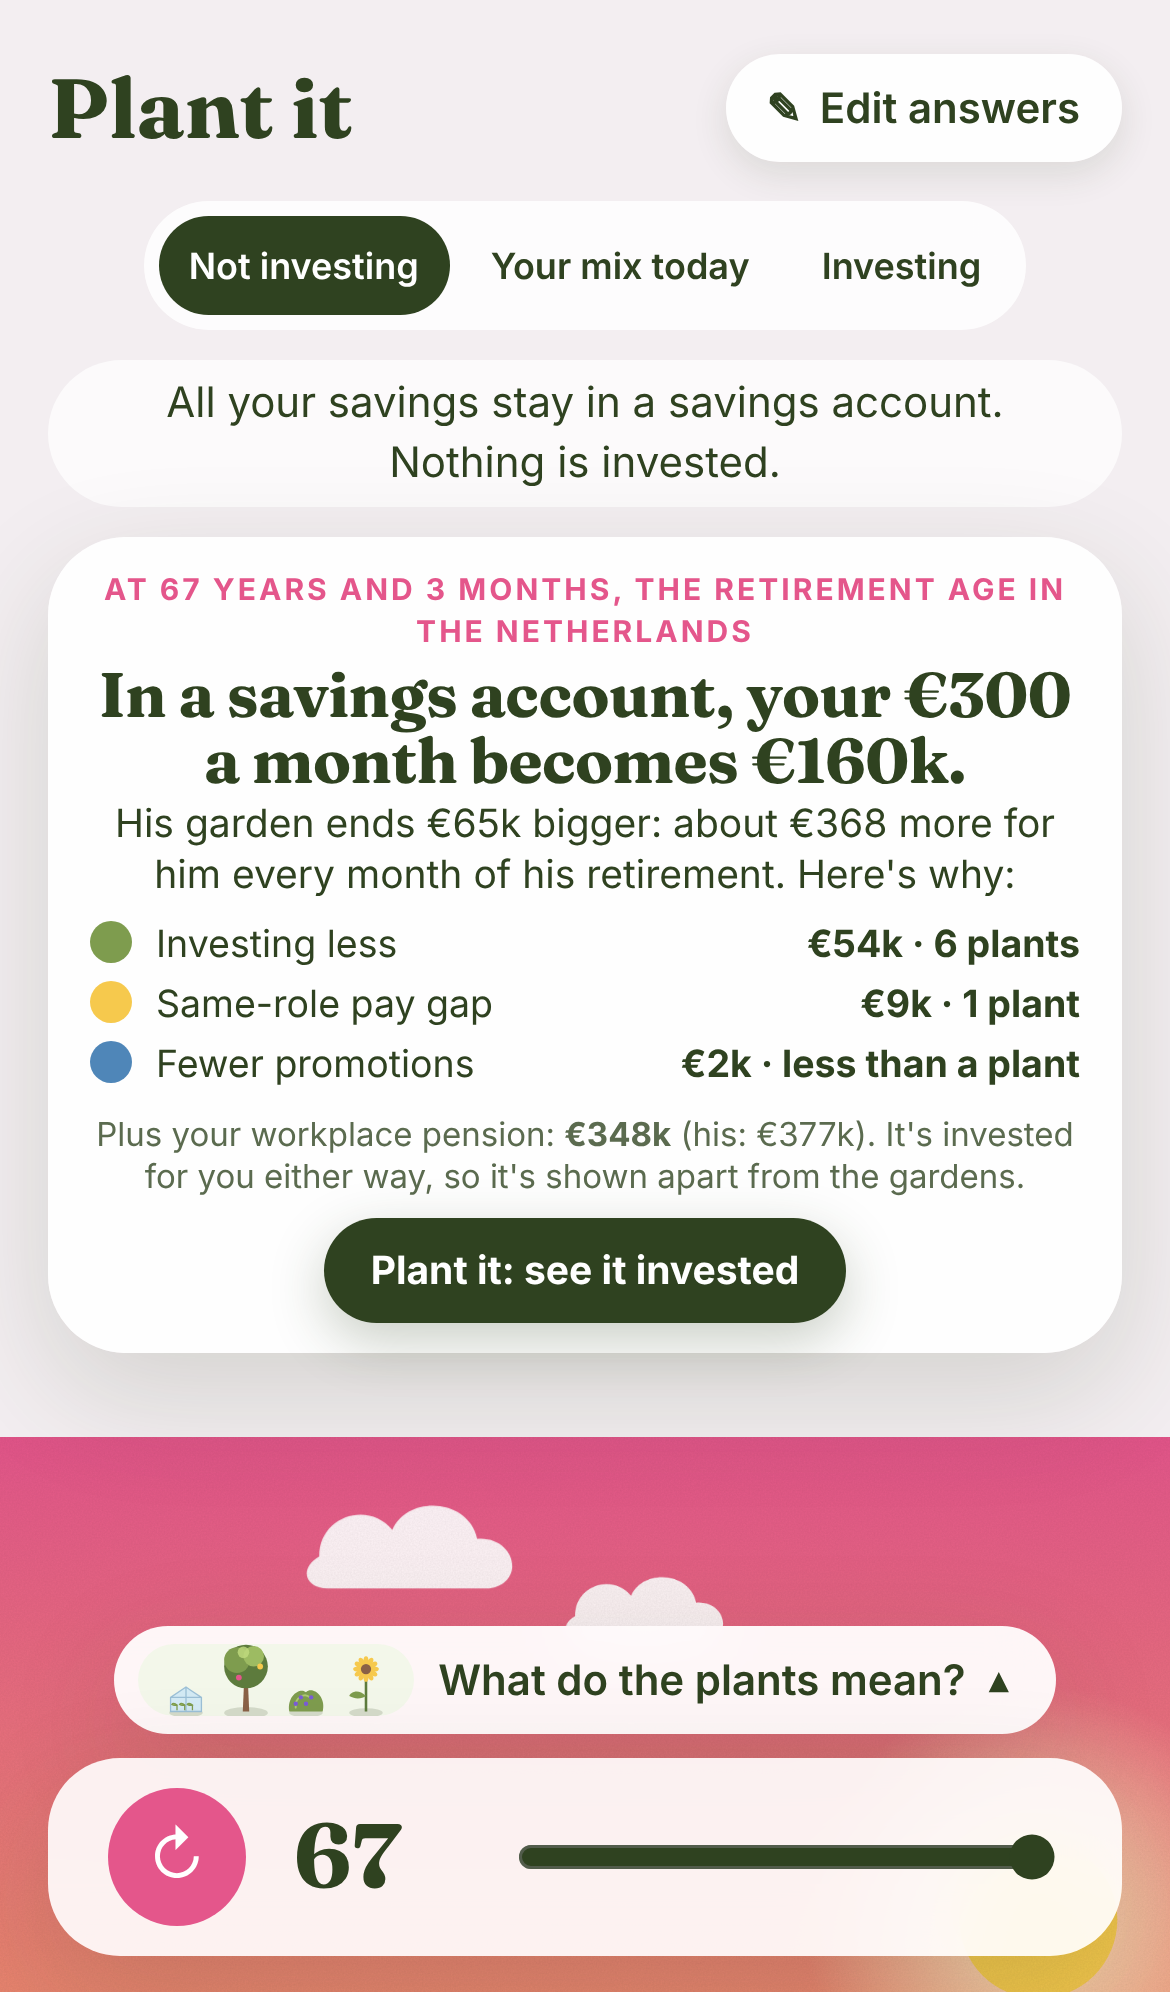 Plant it
✎ Edit answers
Not investing
Your mix today
Investing
All your savings stay in a savings account.
Nothing is invested.
AT 67 YEARS AND 3 MONTHS, THE RETIREMENT AGE IN
THE NETHERLANDS
In a savings account, your €300
a month becomes €160k.
His garden ends €65k bigger: about €368 more for
him every month of his retirement. Here's why:
Investing less €54k · 6 plants
Same-role pay gap €9k · 1 plant
Fewer promotions €2k · less than a plant
Plus your workplace pension: €348k (his: €377k). It's invested
for you either way, so it's shown apart from the gardens.
Plant it: see it invested
What do the plants mean? ▲
67